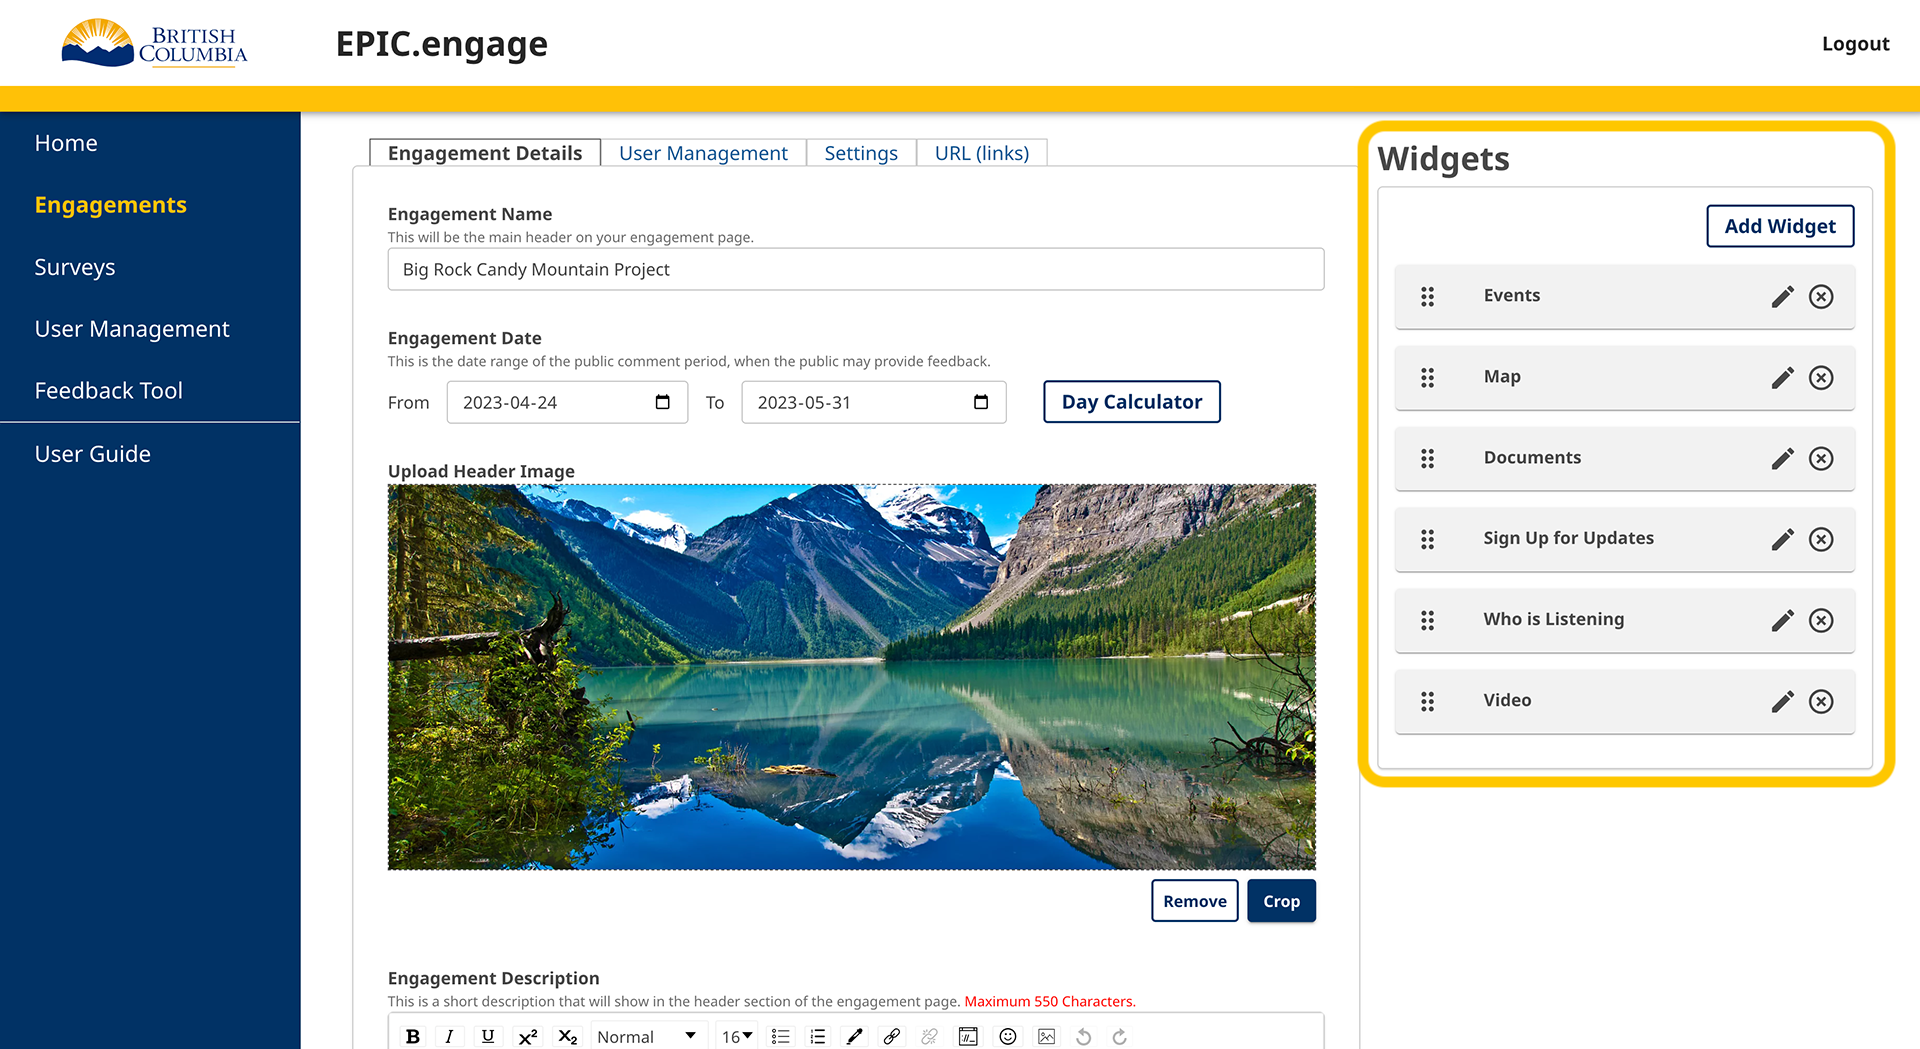 BRITISH
COLUMBIA
EPIC.engage
Logout
Home
Engagements
Surveys
User Management
Feedback Tool
User Guide
Engagement Details
User Management
Settings
URL (links)
Engagement Name
This will be the main header on your engagement page.
Big Rock Candy Mountain Project
Engagement Date
This is the date range of the public comment period, when the public may provide feedback.
From 2023-04-24 To 2023-05-31 Day Calculator
Upload Header Image
Remove
Crop
Engagement Description
This is a short description that will show in the header section of the engagement page. Maximum 550 Characters.
B I U X² X₂ Normal 16
Widgets
Add Widget
Events
Map
Documents
Sign Up for Updates
Who is Listening
Video